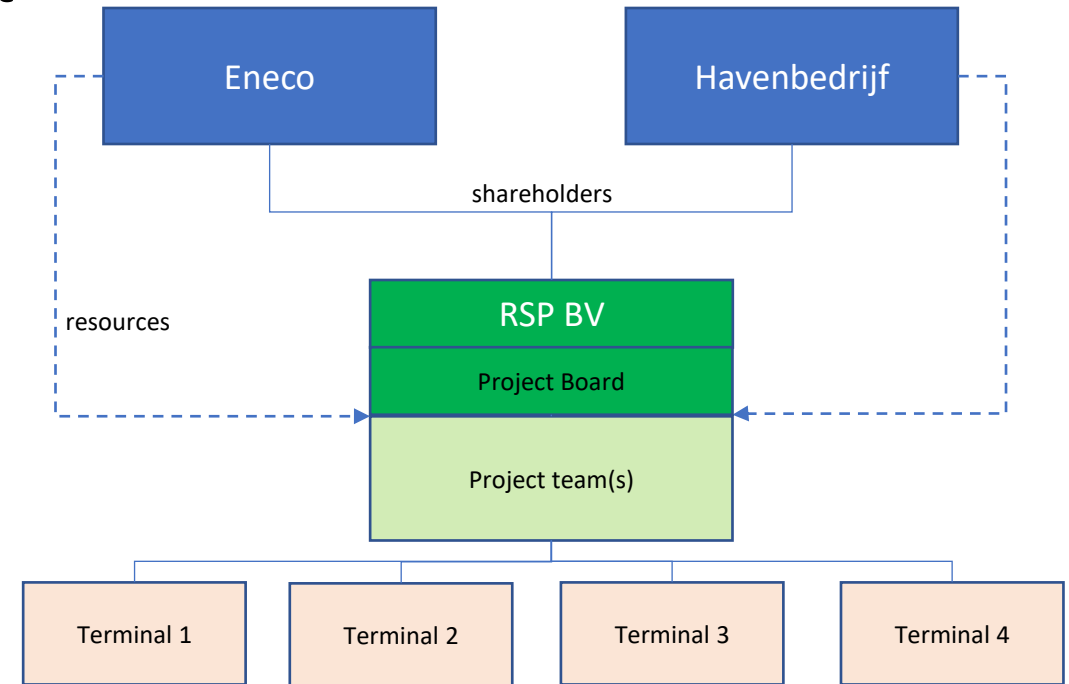 Eneco
Havenbedrijf
shareholders
resources
RSP BV
Project Board
Project team(s)
Terminal 1
Terminal 2
Terminal 3
Terminal 4